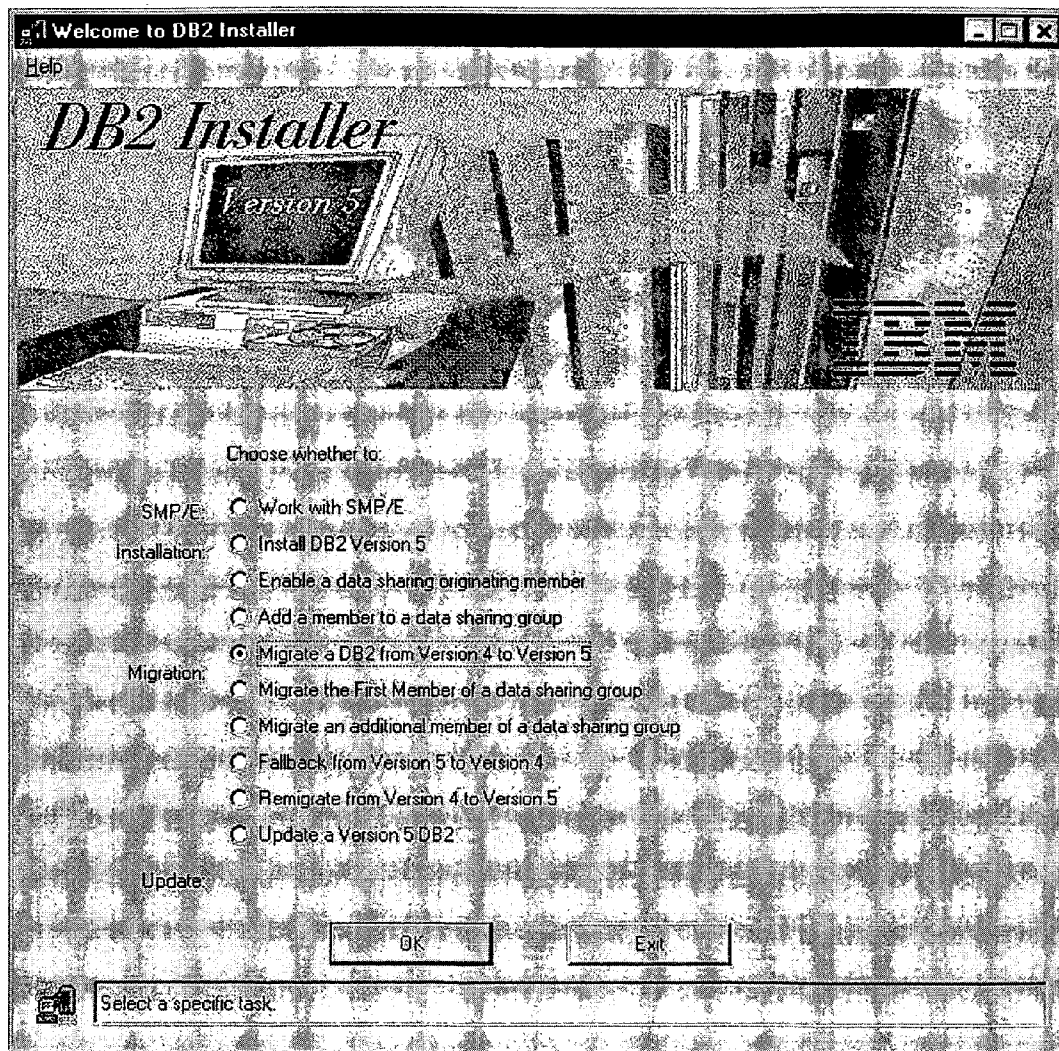 Welcome to DB2 Installer
Help
DB2 Installer
Version 5
IBM
Choose whether to:
SMP/E: Work with SMP/E
Installation: Install DB2 Version 5
Enable a data sharing originating member
Add a member to a data sharing group
Migration: Migrate a DB2 from Version 4 to Version 5
Migrate the First Member of a data sharing group
Migrate an additional member of a data sharing group
Fallback from Version 5 to Version 4
Remigrate from Version 4 to Version 5
Update a Version 5 DB2
Update:
OK Exit
Select a specific task.